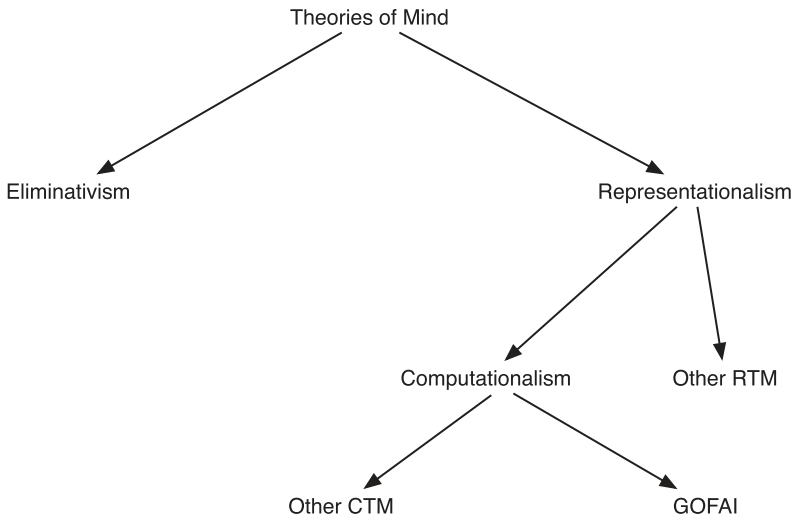 Theories of Mind
Eliminativism
Representationalism
Computationalism
Other RTM
Other CTM
GOFAI